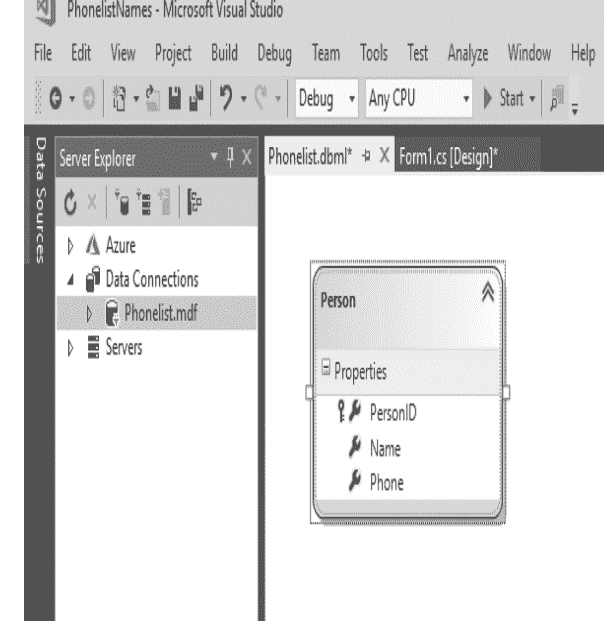 PhonelistNames - Microsoft Visual Studio
File Edit View Project Build Debug Team Tools Test Analyze Window Help
Debug Any CPU Start
Data Sources
Server Explorer
Phonelist.dbml* Form1.cs [Design]*
Azure
Data Connections
Phonelist.mdf
Servers
Person
Properties
PersonID
Name
Phone